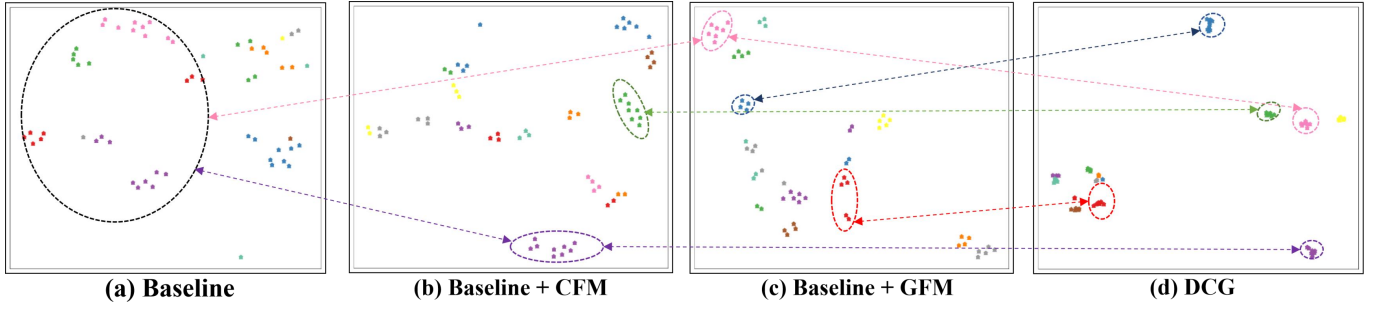 (a) Baseline
(b) Baseline + CFM
(c) Baseline + GFM
(d) DCG